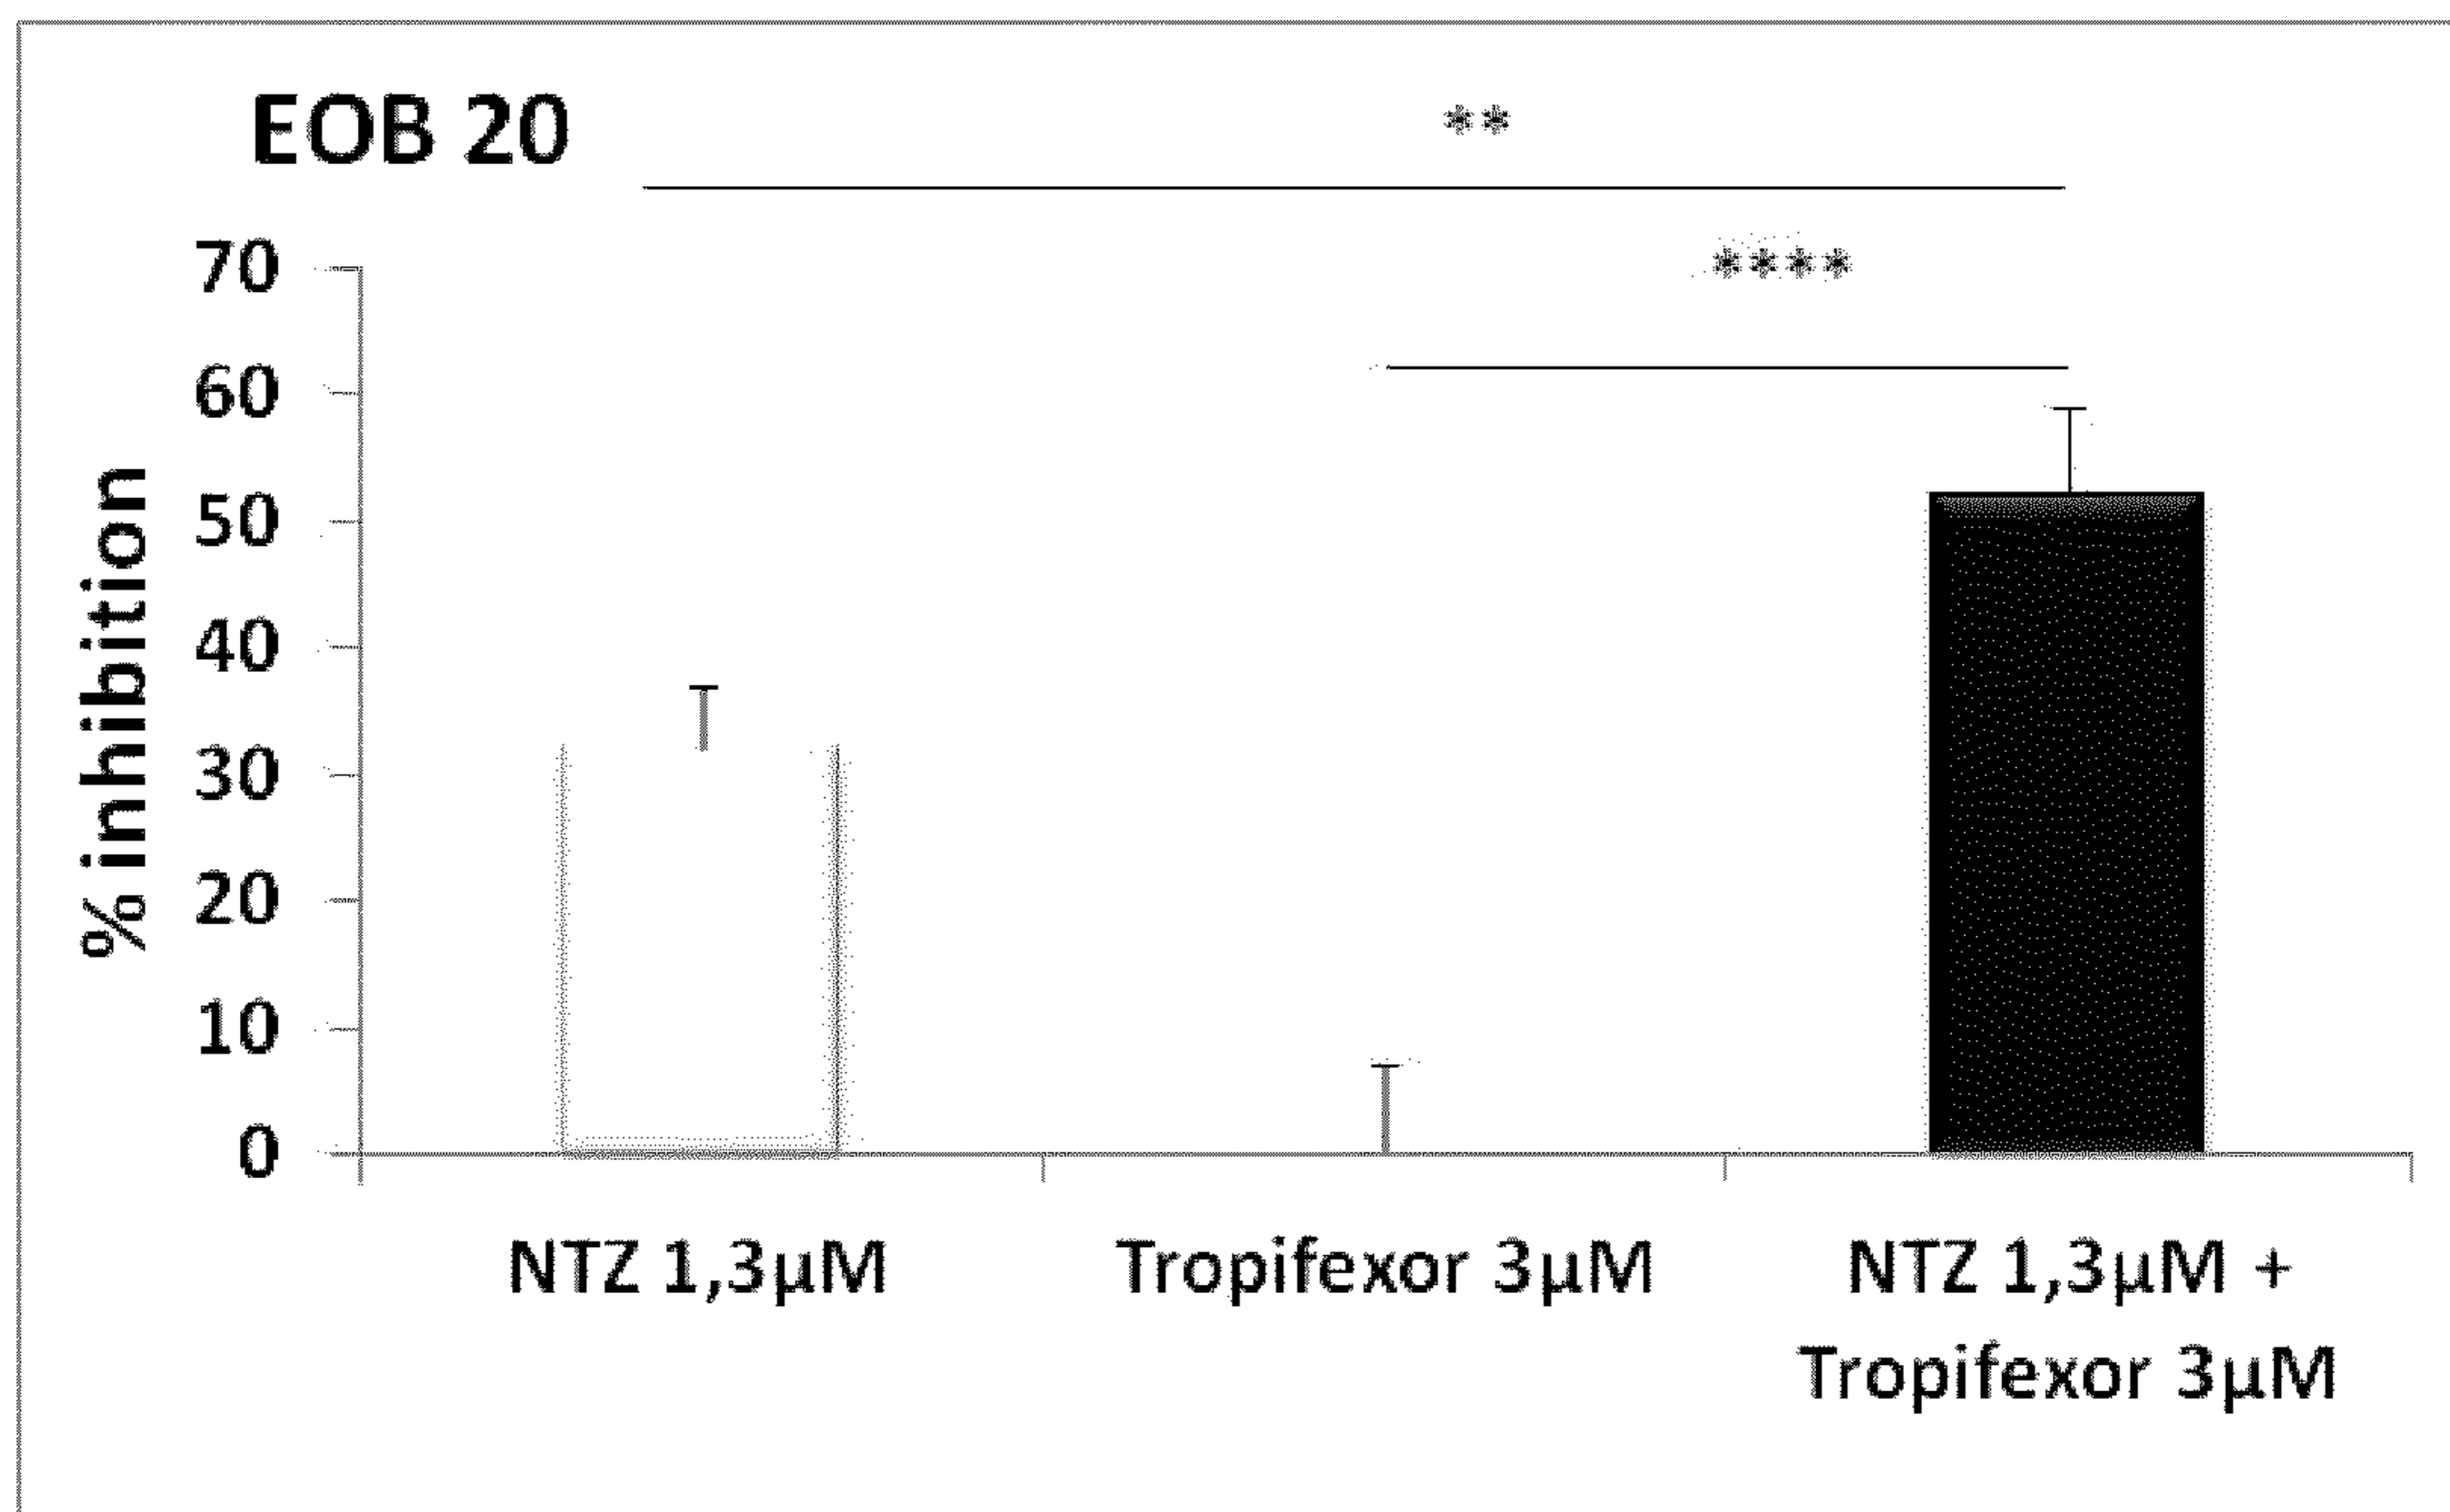 EOB 20
**
****
70
60
50
40
30
20
10
0
% inhibition
NTZ 1,3µM
Tropifexor 3µM
NTZ 1,3µM +
Tropifexor 3µM